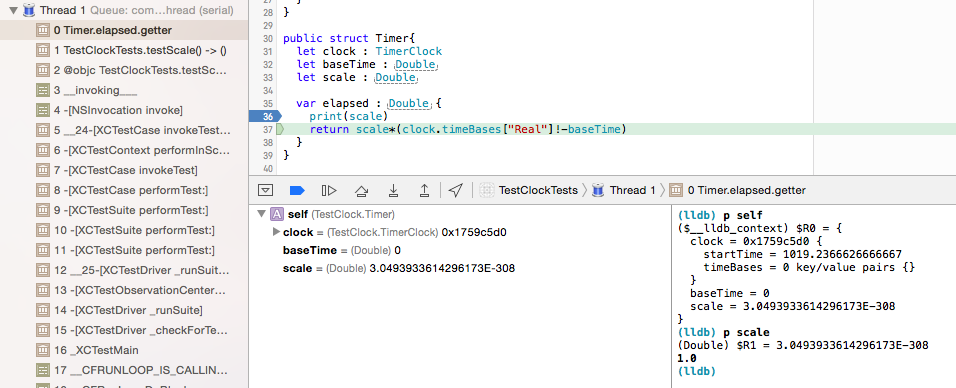 Thread 1 Queue: com...hread (serial)
0 Timer.elapsed.getter
1 TestClockTests.testScale() -> ()
2 @objc TestClockTests.testSc...
3 __invoking___
4 -[NSInvocation invoke]
5 __24-[XCTestCase invokeTest...
6 -[XCTestContext performInSc...
7 -[XCTestCase invokeTest]
8 -[XCTestCase performTest:]
9 -[XCTestSuite performTest:]
10 -[XCTestSuite performTest:]
11 -[XCTestSuite performTest:]
12 __25-[XCTestDriver _runSuit...
13 -[XCTestObservationCenter...
14 -[XCTestDriver _runSuite]
15 -[XCTestDriver _checkForTe...
16 _XCTestMain
17 __CFRUNLOOP_IS_CALLIN...
28 }
29
30 public struct Timer{
31 let clock : TimerClock
32 let baseTime : Double
33 let scale : Double
34
35 var elapsed : Double {
36 print(scale)
37 return scale*(clock.timeBases["Real"]!-baseTime)
38 }
39 }
40
TestClockTests Thread 1 0 Timer.elapsed.getter
A self (TestClock.Timer)
clock = (TestClock.TimerClock) 0x1759c5d0
baseTime = (Double) 0
scale = (Double) 3.0493933614296173E-308
(lldb) p self
($__lldb_context) $R0 = {
clock = 0x1759c5d0 {
startTime = 1019.2366626666667
timeBases = 0 key/value pairs {}
}
baseTime = 0
scale = 3.0493933614296173E-308
}
(lldb) p scale
(Double) $R1 = 3.0493933614296173E-308
1.0
(lldb)